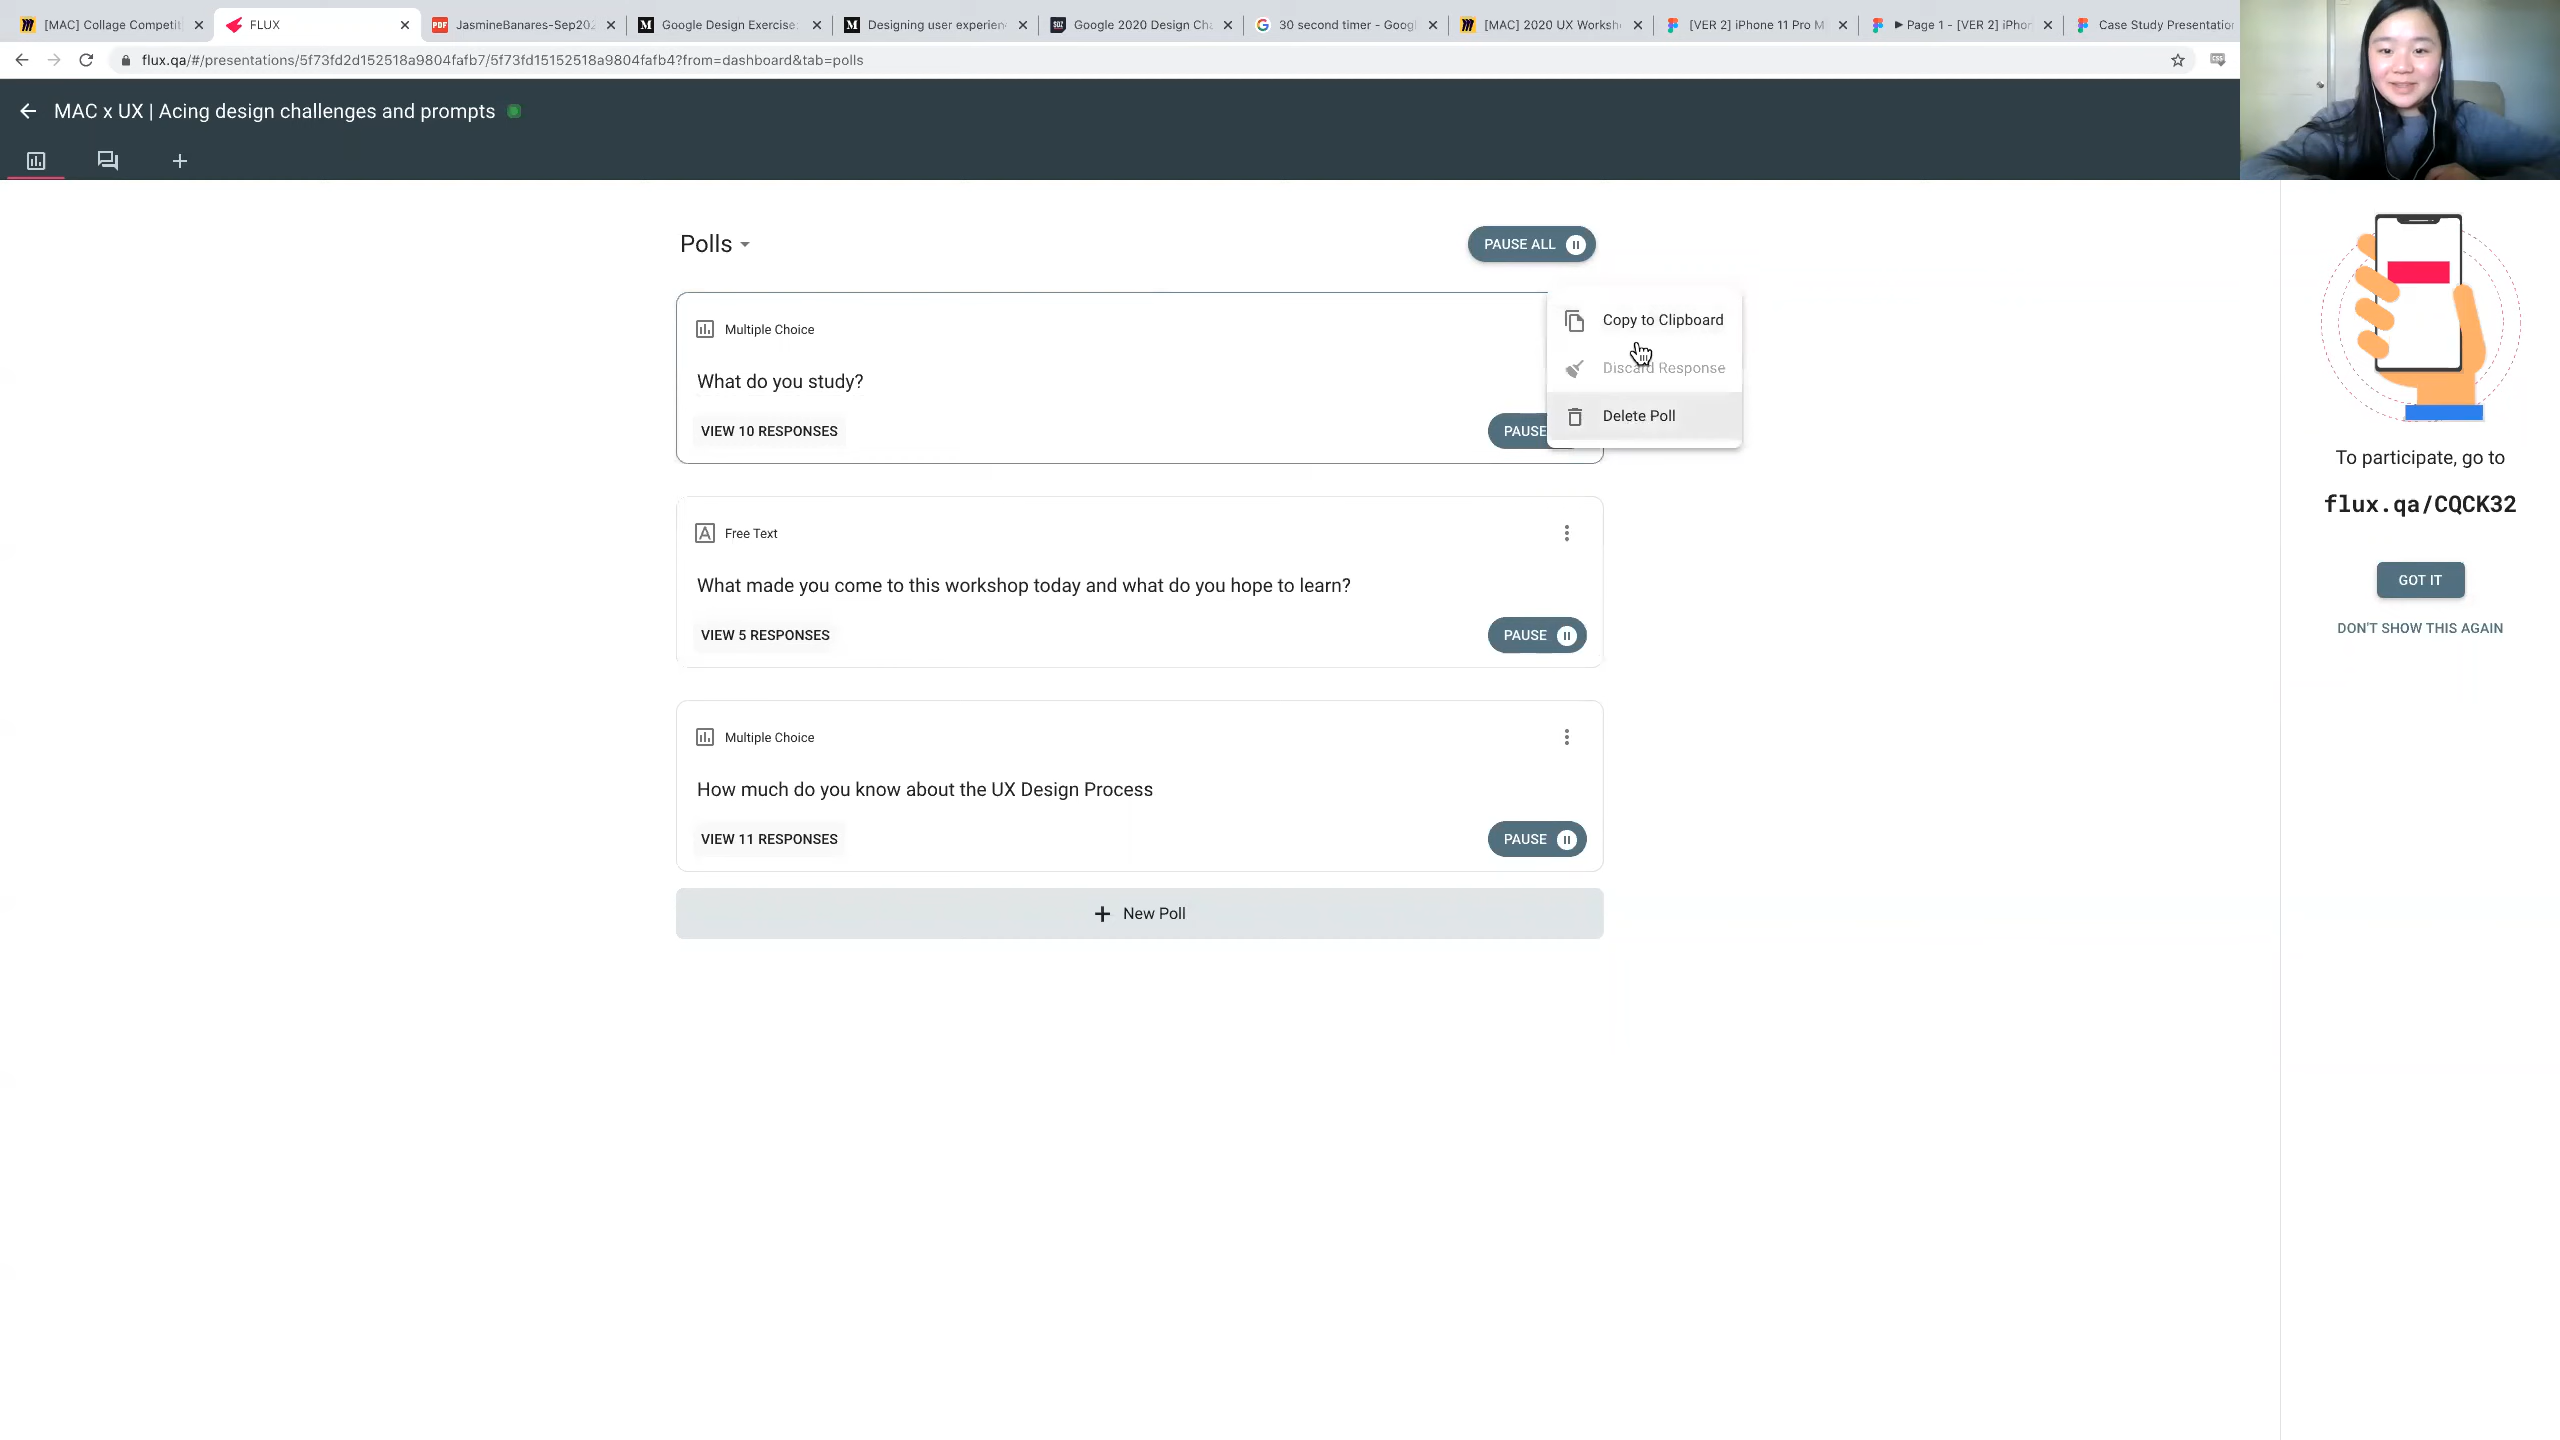 [MAC] Collage Competit
FLUX
JasmineBanares-Sep202
Google Design Exercise:
Designing user experien
Google 2020 Design Cha
30 second timer - Googl
[MAC] 2020 UX Worksh
[VER 2] iPhone 11 Pro M
Page 1 - [VER 2] iPhon
Case Study Presentation
flux.qa/#/presentations/5f73fd2d152518a9804fafb7/5f73fd15152518a9804fafb4?from=dashboard&tab=polls
MAC x UX | Acing design challenges and prompts
Polls
PAUSE ALL
Multiple Choice
What do you study?
VIEW 10 RESPONSES
PAUSE
Copy to Clipboard
Discard Response
Delete Poll
Free Text
What made you come to this workshop today and what do you hope to learn?
VIEW 5 RESPONSES
PAUSE
Multiple Choice
How much do you know about the UX Design Process
VIEW 11 RESPONSES
PAUSE
New Poll
To participate, go to
flux.qa/CQCK32
GOT IT
DON'T SHOW THIS AGAIN